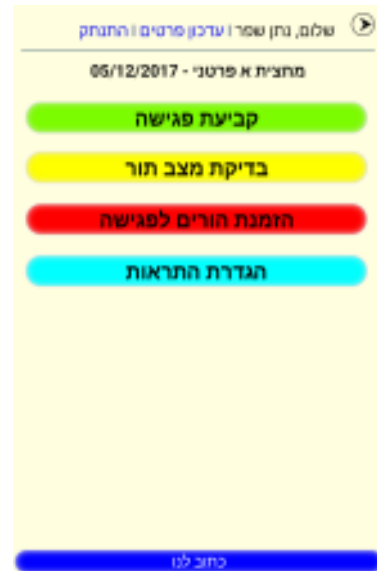 שלום, נתן שפר | עדכון פרטים | התנתק
מחצית א פרטני - 05/12/2017
קביעת פגישה
בדיקת מצב תור
הזמנת הורים לפגישה
הגדרת התראות
כתוב לנו